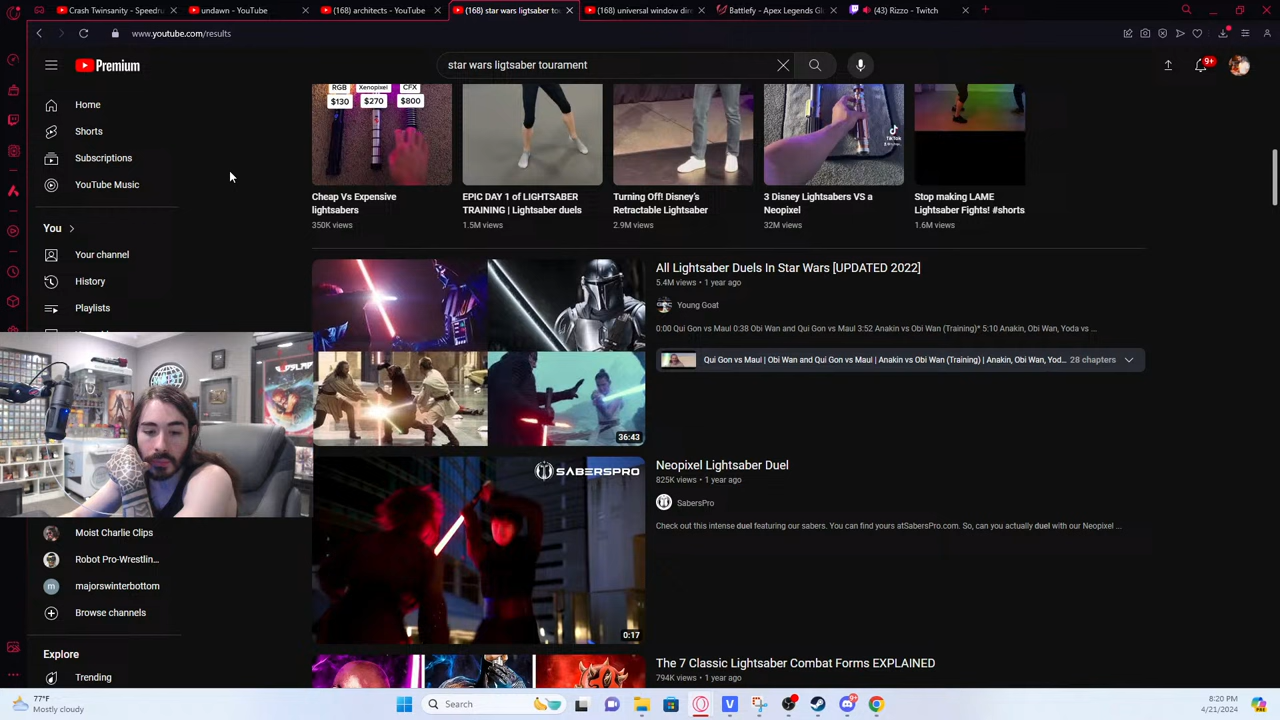 Crash Twinsanity - Speedru
undawn - YouTube
(168) architects - YouTube
(168) star wars ligtsaber to
(168) universal window dire
Battlefy - Apex Legends Gl
(43) Rizzo - Twitch
www.youtube.com/results
Premium
star wars ligtsaber tourament
9+
Home
Shorts
Subscriptions
YouTube Music
You
Your channel
History
Playlists
Moist Charlie Clips
Robot Pro-Wrestlin...
m majorswinterbottom
Browse channels
Explore
Trending
RGB Xenopixel CFX
$130 $270 $800
TikTok
Cheap Vs Expensive
lightsabers
350K views
EPIC DAY 1 of LIGHTSABER
TRAINING | Lightsaber duels
1.5M views
Turning Off! Disney's
Retractable Lightsaber
2.9M views
3 Disney Lightsabers VS a
Neopixel
32M views
Stop making LAME
Lightsaber Fights! #shorts
1.6M views
36:43
All Lightsaber Duels In Star Wars [UPDATED 2022]
5.4M views • 1 year ago
Young Goat
0:00 Qui Gon vs Maul 0:38 Obi Wan and Qui Gon vs Maul 3:52 Anakin vs Obi Wan (Training)* 5:10 Anakin, Obi Wan, Yoda vs ...
Qui Gon vs Maul | Obi Wan and Qui Gon vs Maul | Anakin vs Obi Wan (Training) | Anakin, Obi Wan, Yod... 28 chapters
SABERSPRO
0:17
Neopixel Lightsaber Duel
825K views • 1 year ago
SabersPro
Check out this intense duel featuring our sabers. You can find yours atSabersPro.com. So, can you actually duel with our Neopixel ...
The 7 Classic Lightsaber Combat Forms EXPLAINED
794K views • 1 year ago
77°F
Mostly cloudy
Search
9+
8:20 PM
4/21/2024